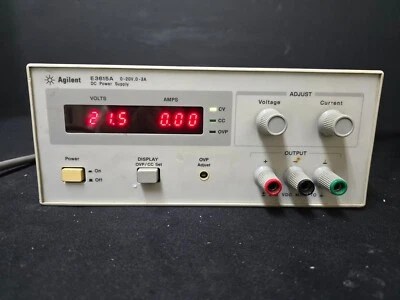 Agilent
E3615A 0-20V,0-3A
DC Power Supply
ADJUST
VOLTS AMPS
Voltage Current
CV
21.5 0.00
CC
OVP
OUTPUT
Power
DISPLAY
OVP/CC Set
OVP
Adjust
On
Off